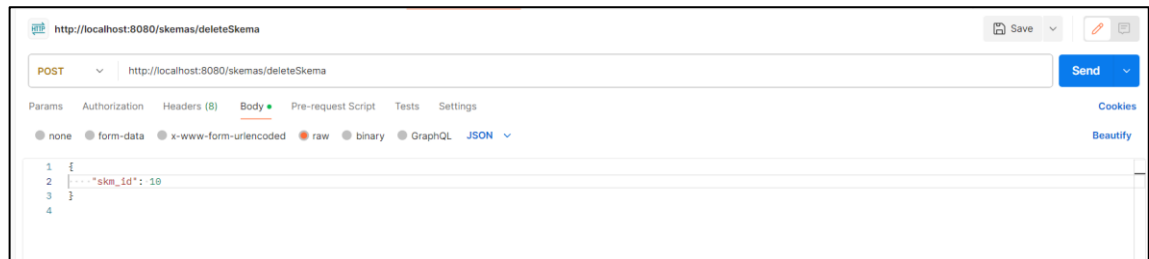 HTTP http://localhost:8080/skemas/deleteSkema Save
POST http://localhost:8080/skemas/deleteSkema Send
Params Authorization Headers (8) Body Pre-request Script Tests Settings Cookies
none form-data x-www-form-urlencoded raw binary GraphQL JSON Beautify
1 {
2 ····"skm_id": 10
3 }
4